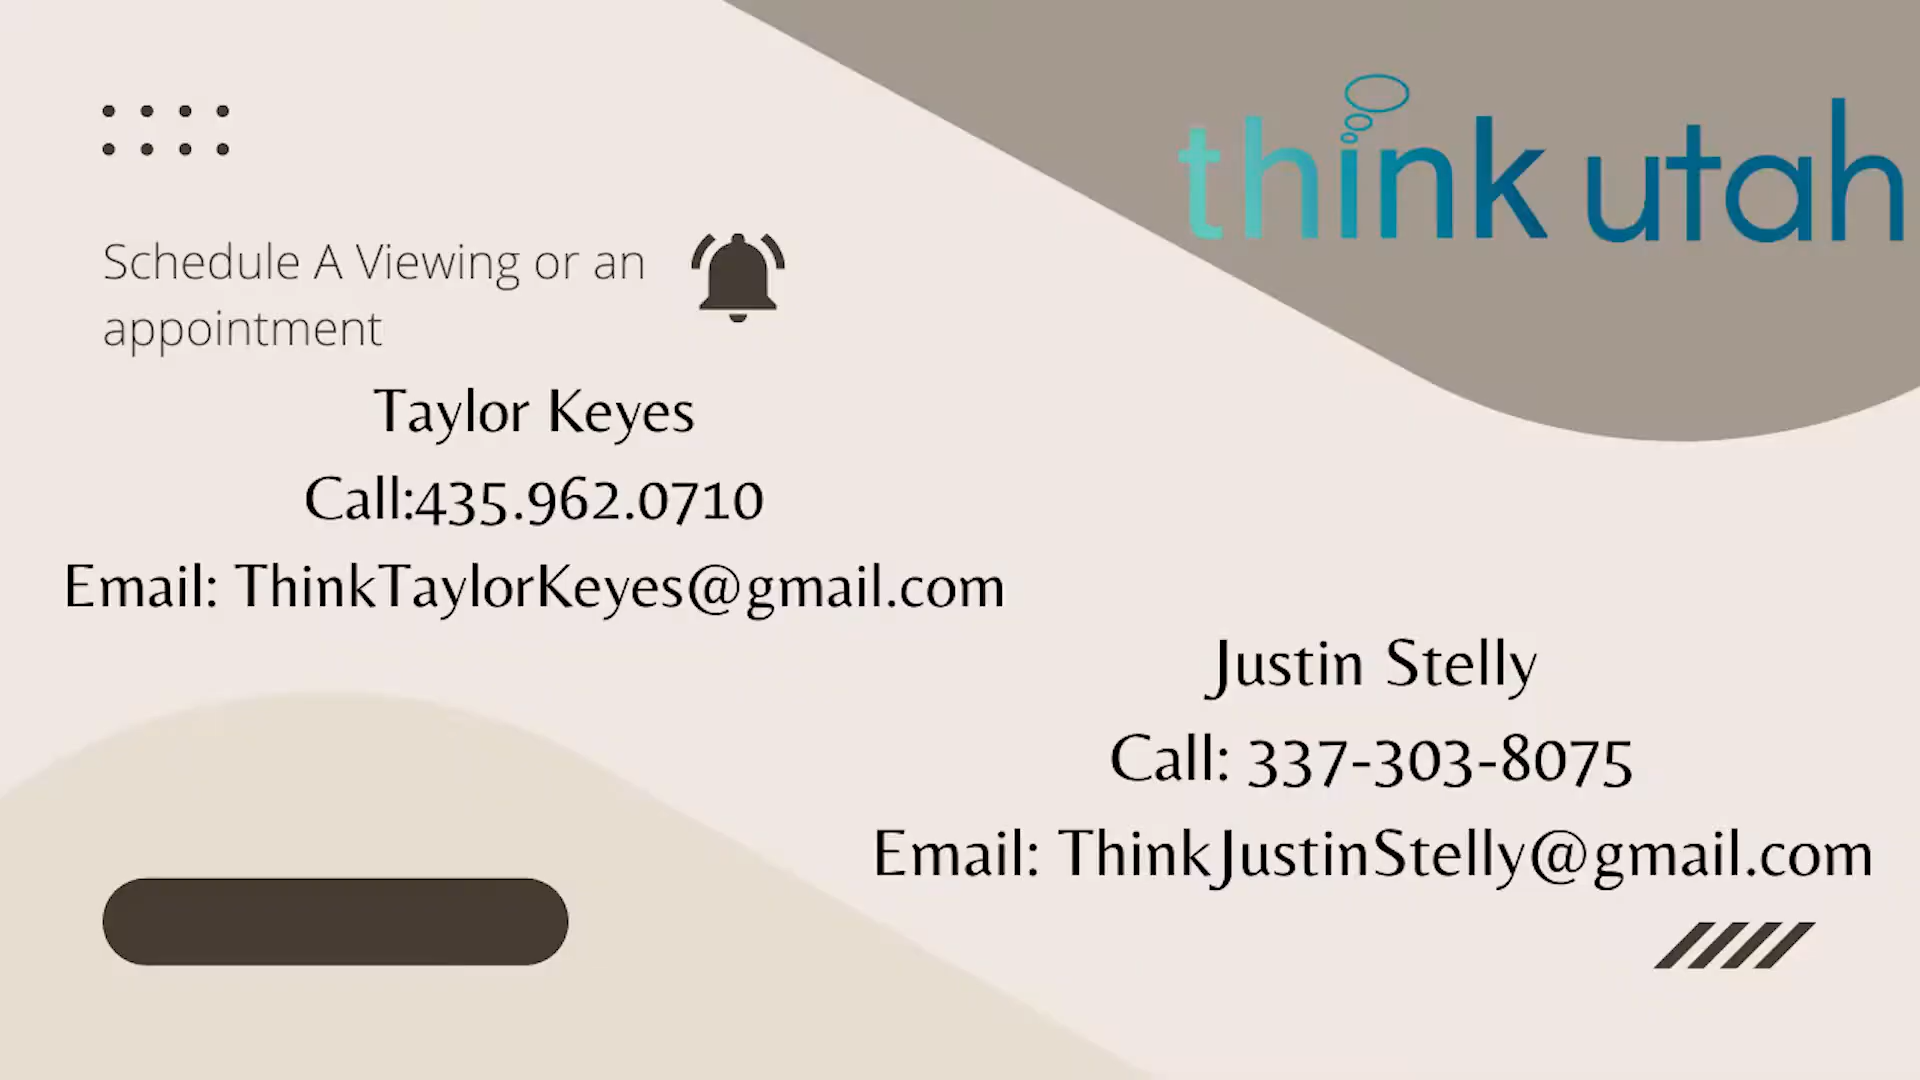 think utah
Schedule A Viewing or an
appointment
Taylor Keyes
Call:435.962.0710
Email: ThinkTaylorKeyes@gmail.com
Justin Stelly
Call: 337-303-8075
Email: ThinkJustinStelly@gmail.com